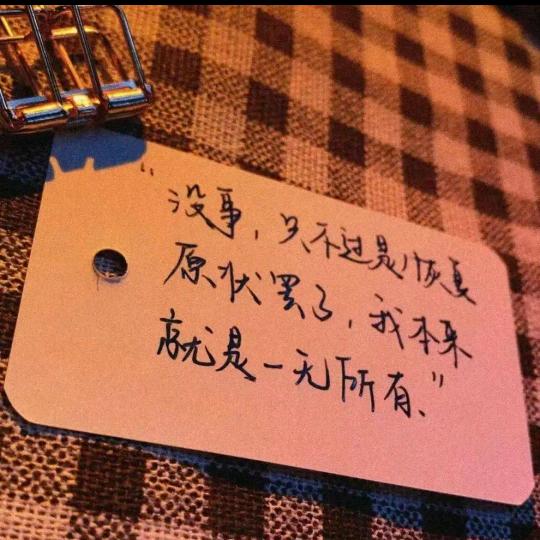 “没事，只不过是恢复
原状罢了，我本来
就是一无所有.”